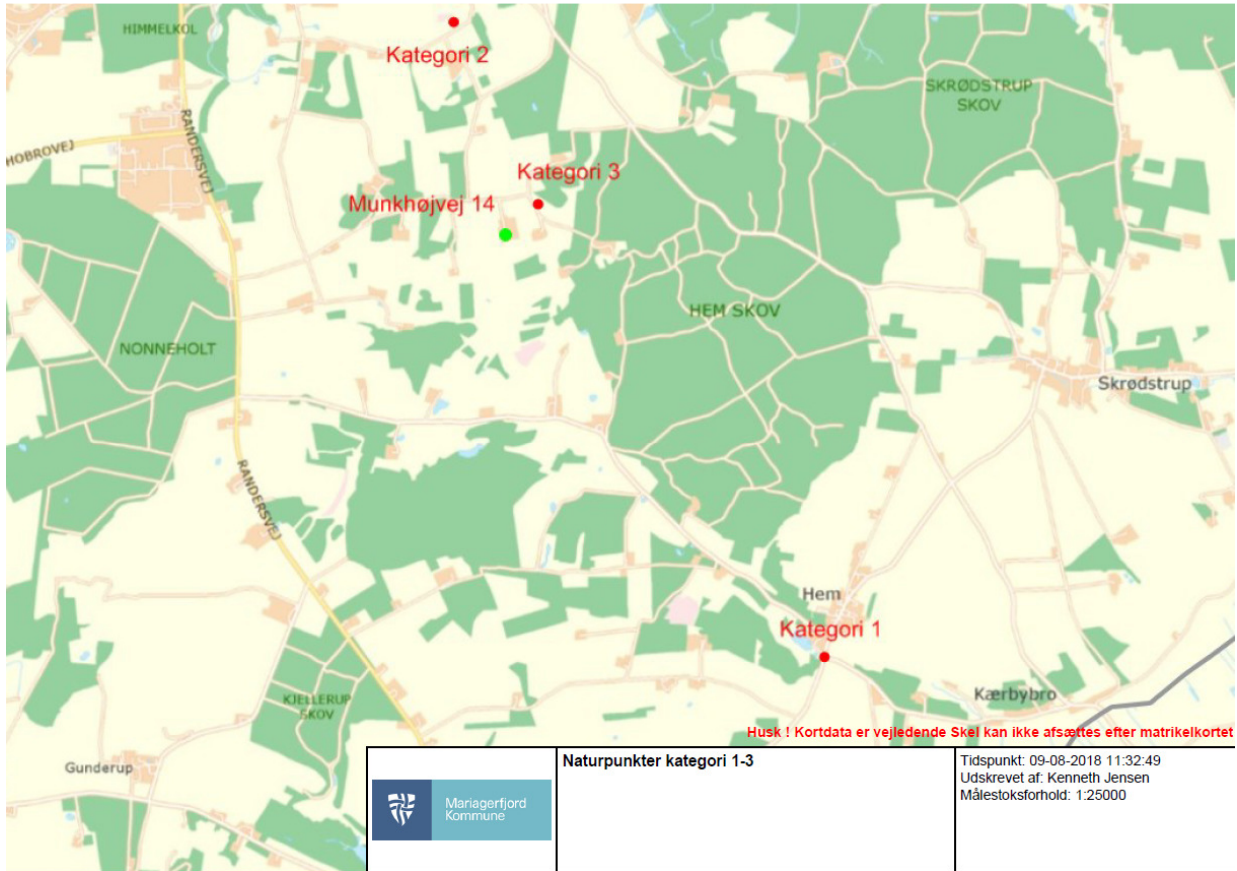 HIMMELKOL
Kategori 2
SKRØDSTRUP
SKOV
HOBROVEJ
RANDERSVEJ
Kategori 3
Munkhøjvej 14
HEM SKOV
NONNEHOLT
Skrødstrup
RANDERSVEJ
Hem
Kategori 1
KJELLERUP
SKOV
Kærbybro
Husk ! Kortdata er vejledende Skel kan ikke afsættes efter matrikelkortet
Gunderup
Mariagerfjord
Kommune
Naturpunkter kategori 1-3
Tidspunkt: 09-08-2018 11:32:49
Udskrevet af: Kenneth Jensen
Målestoksforhold: 1:25000